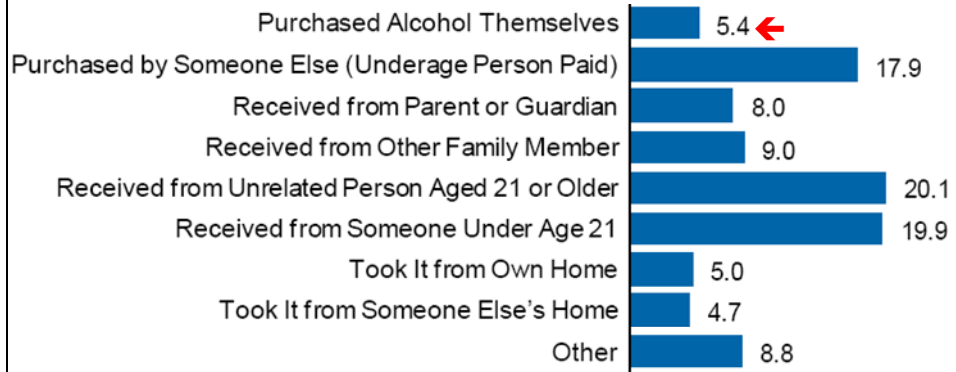 Purchased Alcohol Themselves 5.4
Purchased by Someone Else (Underage Person Paid) 17.9
Received from Parent or Guardian 8.0
Received from Other Family Member 9.0
Received from Unrelated Person Aged 21 or Older 20.1
Received from Someone Under Age 21 19.9
Took It from Own Home 5.0
Took It from Someone Else's Home 4.7
Other 8.8